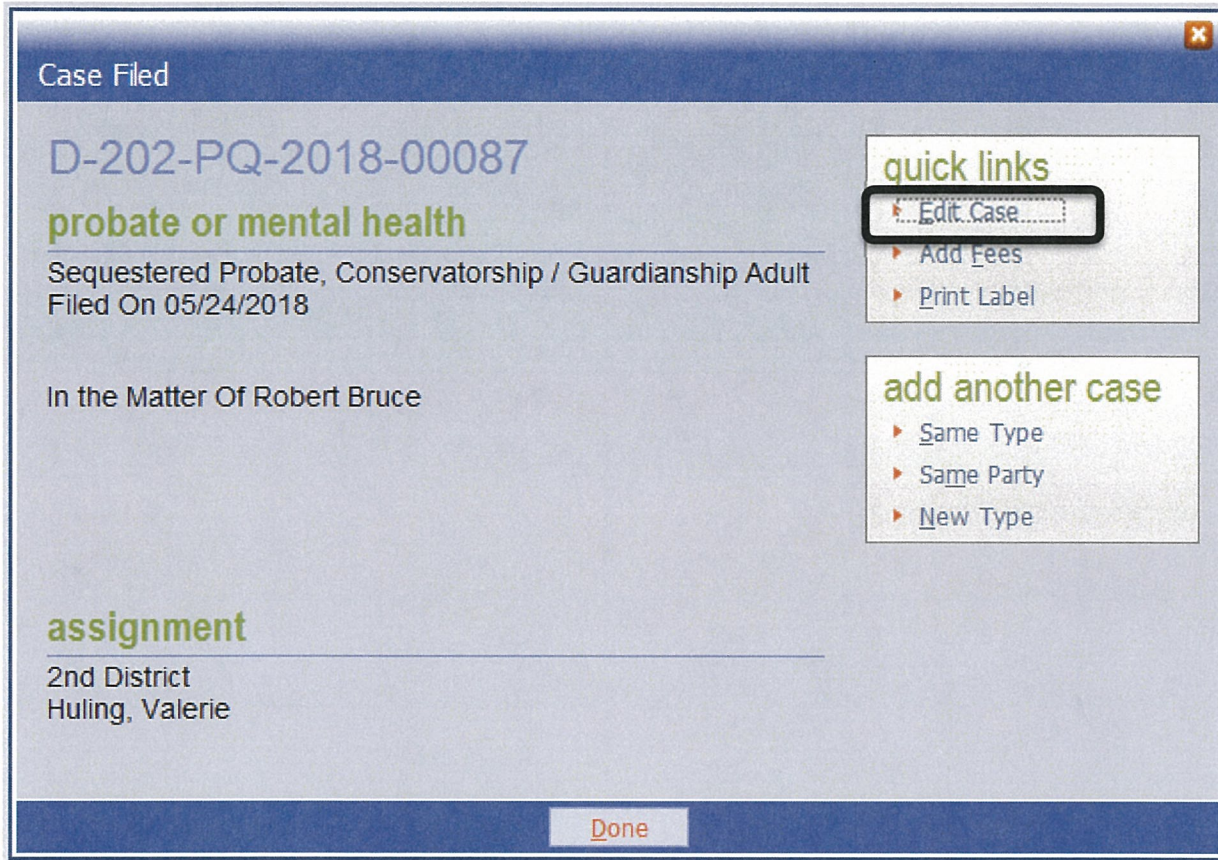 Case Filed
D-202-PQ-2018-00087
probate or mental health
Sequestered Probate, Conservatorship / Guardianship Adult
Filed On 05/24/2018
In the Matter Of Robert Bruce
assignment
2nd District
Huling, Valerie
quick links
Edit Case
Add Fees
Print Label
add another case
Same Type
Same Party
New Type
Done